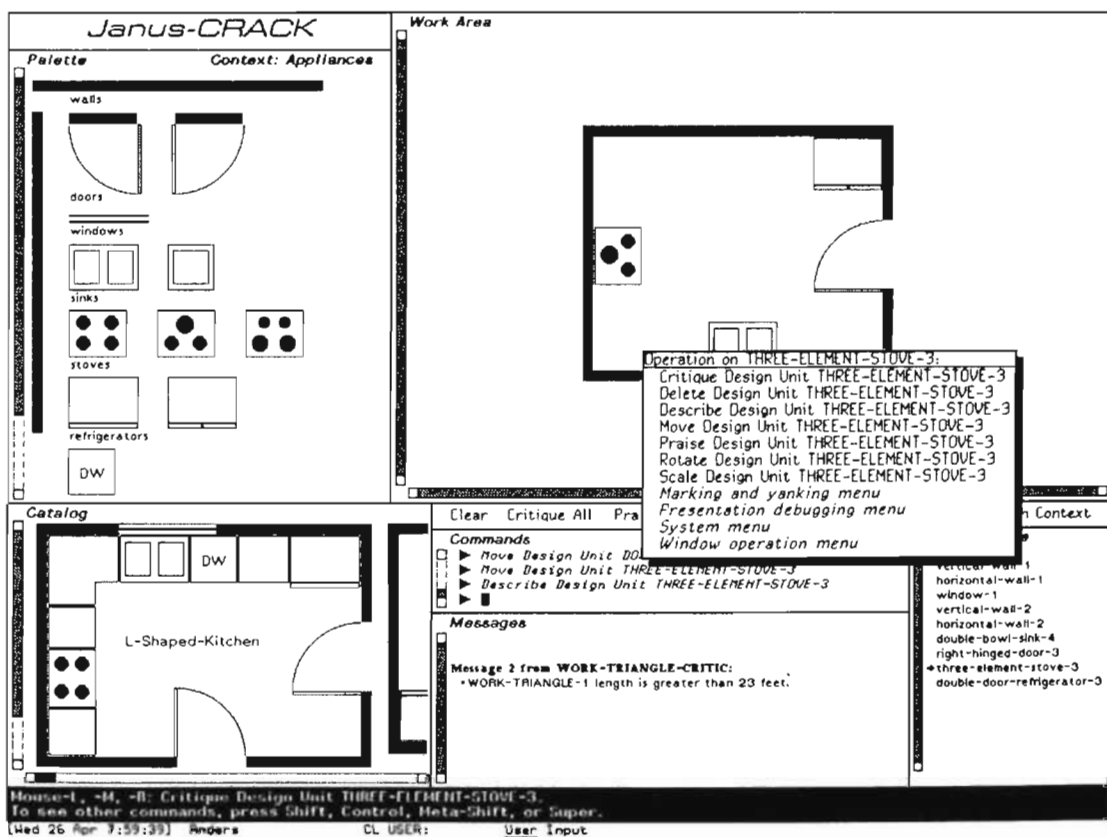 Janus-CRACK
Palette Context: Appliances
walls
doors
windows
sinks
stoves
refrigerators
DW
Work Area
Operation on THREE-ELEMENT-STOVE-3:
Critique Design Unit THREE-ELEMENT-STOVE-3
Delete Design Unit THREE-ELEMENT-STOVE-3
Describe Design Unit THREE-ELEMENT-STOVE-3
Move Design Unit THREE-ELEMENT-STOVE-3
Praise Design Unit THREE-ELEMENT-STOVE-3
Rotate Design Unit THREE-ELEMENT-STOVE-3
Scale Design Unit THREE-ELEMENT-STOVE-3
Marking and yanking menu
Presentation debugging menu
System menu
Window operation menu
Catalog
DW
L-Shaped-Kitchen
Clear Critique All Pra
Context
Commands
Move Design Unit
Move Design Unit THREE-ELEMENT-STOVE-3
Describe Design Unit THREE-ELEMENT-STOVE-3
Messages
Message 2 from WORK-TRIANGLE-CRITIC:
•WORK-TRIANGLE-1 length is greater than 23 feet.
vertical-wall-1
horizontal-wall-1
window-1
vertical-wall-2
horizontal-wall-2
double-bowl-sink-4
right-hinged-door-3
three-element-stove-3
double-door-refrigerator-3
Mouse-L, -M, -R: Critique Design Unit THREE-ELEMENT-STOVE-3.
To see other commands, press Shift, Control, Meta-Shift, or Super.
[Wed 26 Apr 7:59:39] Anders CL USER: User Input